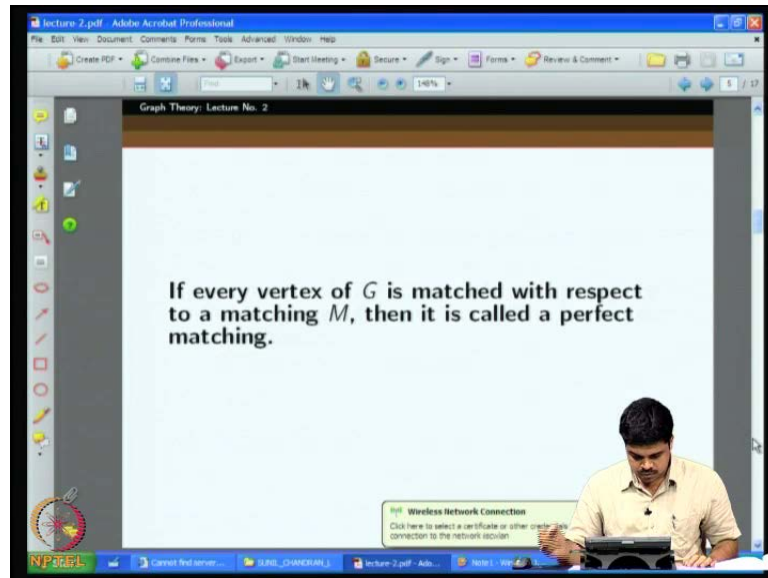 lecture-2.pdf - Adobe Acrobat Professional
File Edit View Document Comments Forms Tools Advanced Window Help
Create PDF Combine Files Export Start Meeting Secure Sign Forms Review & Comment
Find 146% 5 / 17
Graph Theory: Lecture No. 2
If every vertex of G is matched with respect
to a matching M, then it is called a perfect
matching.
Wireless Network Connection
Click here to select a certificate or other
connection to the network
NPTEL Cannot find server... SUNIL_CHANDRAN_L lecture-2.pdf - Ado... Note1 -